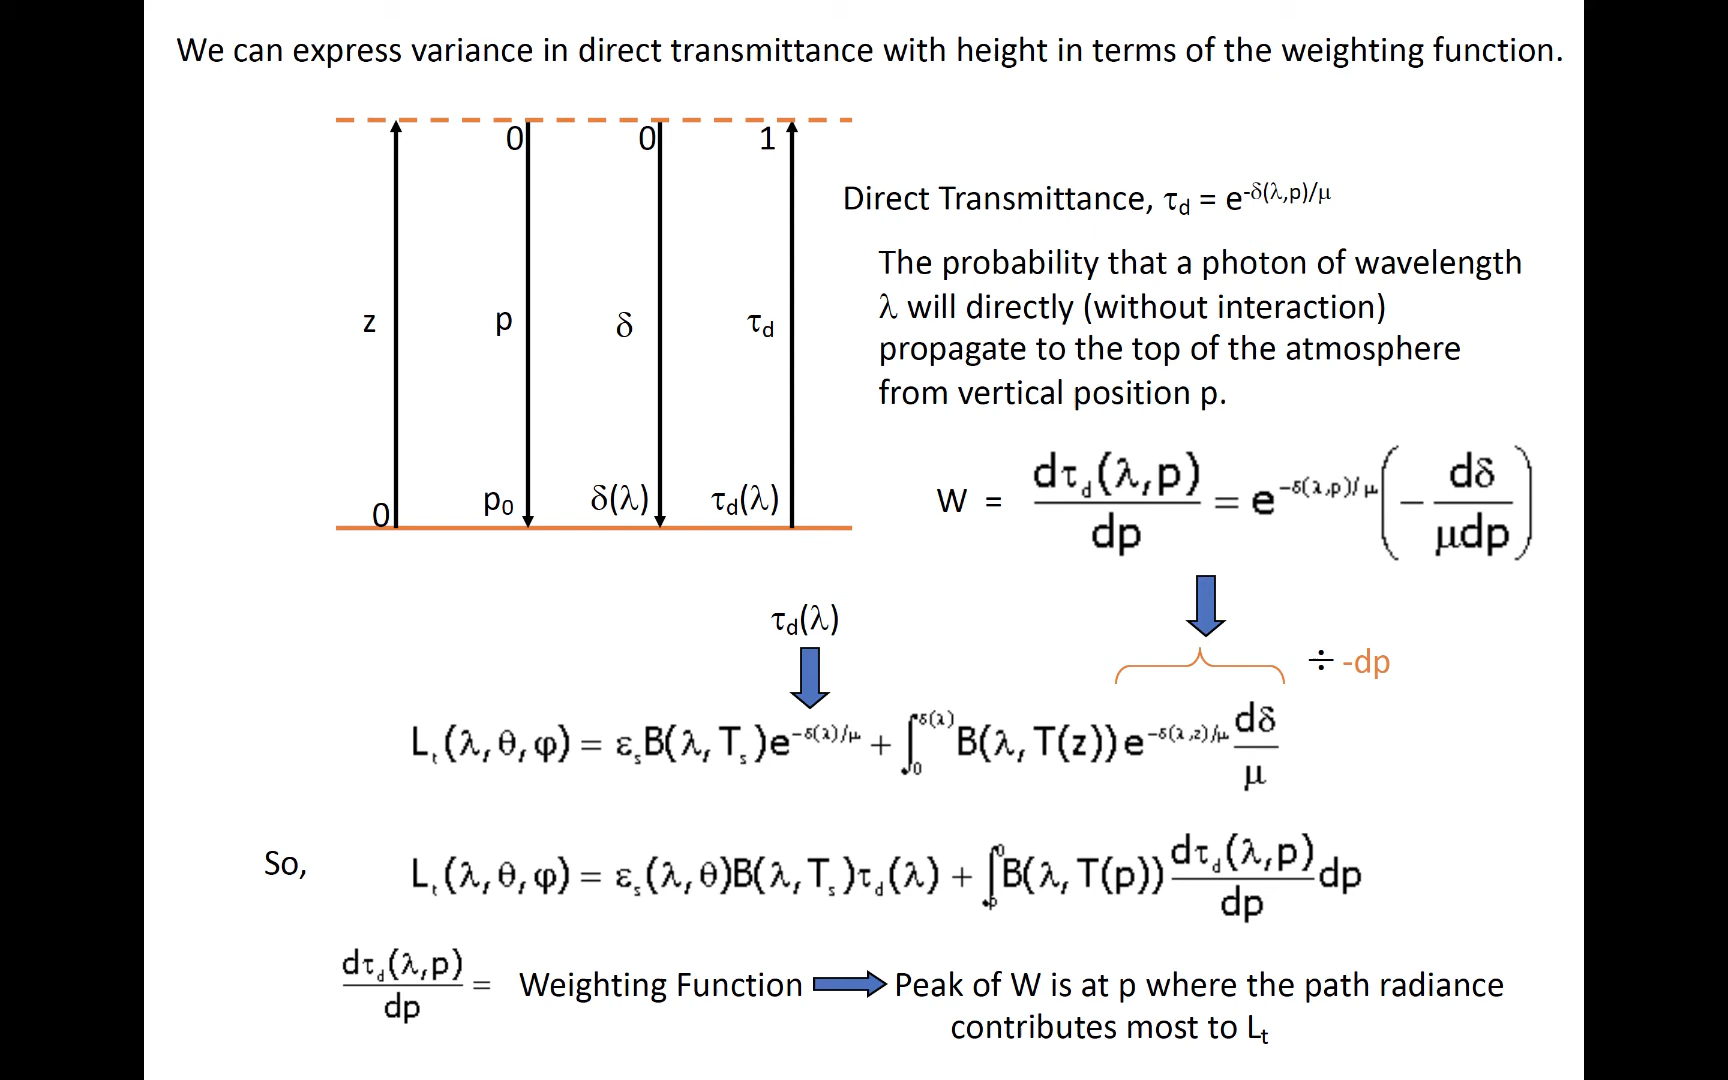 We can express variance in direct transmittance with height in terms of the weighting function.
0 0 1
Direct Transmittance, τd = e^-δ(λ,p)/μ
The probability that a photon of wavelength
λ will directly (without interaction)
propagate to the top of the atmosphere
from vertical position p.
z p δ τd
0 p₀ δ(λ) τd(λ)
W = dτd(λ,p)/dp = e^-δ(λ,p)/μ (− dδ/μdp)
τd(λ)
÷ -dp
Lt(λ, θ, φ) = εsB(λ, Ts)e^-δ(λ)/μ + ∫₀^δ(λ) B(λ, T(z))e^-δ(λ,z)/μ dδ/μ
So, Lt(λ, θ, φ) = εs(λ, θ)B(λ, Ts)τd(λ) + ∫ₚ⁰ B(λ, T(p)) dτd(λ,p)/dp dp
dτd(λ,p)/dp = Weighting Function Peak of W is at p where the path radiance
contributes most to Lt